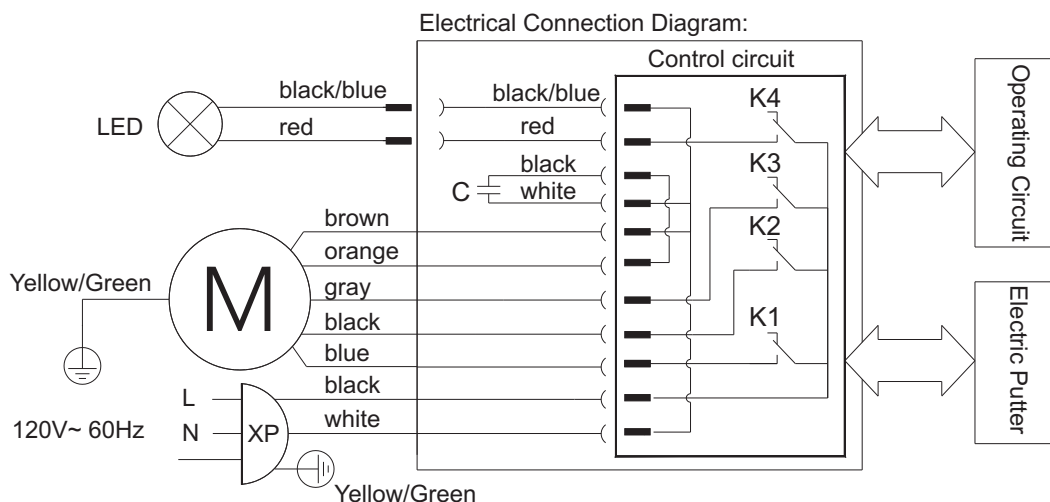 Electrical Connection Diagram:
Control circuit
black/blue
black/blue
K4
LED
red
red
black
K3
C
white
brown
K2
orange
Yellow/Green
gray
M
black
K1
blue
L
black
120V~ 60Hz
N
XP
white
Yellow/Green
Operating Circuit
Electric Putter